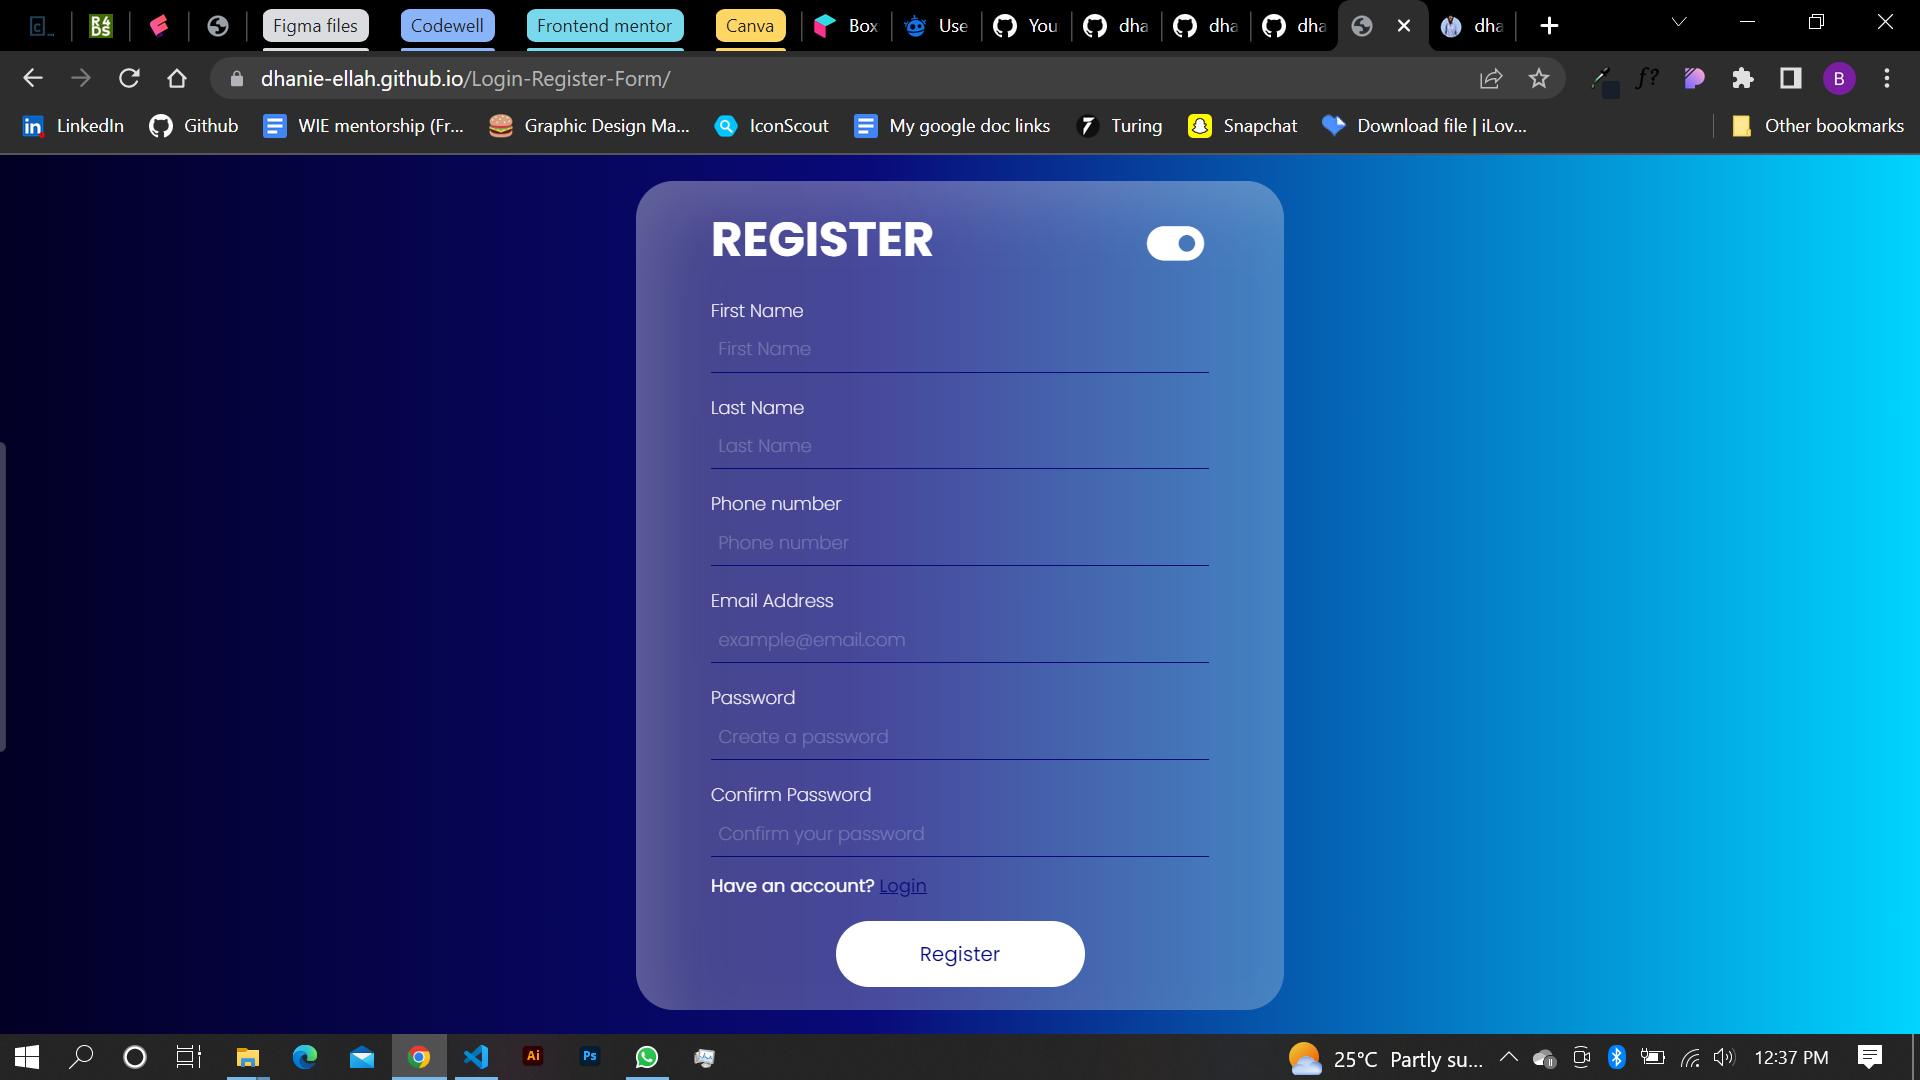 Figma files Codewell Frontend mentor Canva Box Use You dha dha dha dha
dhanie-ellah.github.io/Login-Register-Form/ f? B
LinkedIn Github WIE mentorship (Fr... Graphic Design Ma... IconScout My google doc links Turing Snapchat Download file | iLov... Other bookmarks
REGISTER
First Name
First Name
Last Name
Last Name
Phone number
Phone number
Email Address
example@email.com
Password
Create a password
Confirm Password
Confirm your password
Have an account? Login
Register
Ai Ps 25°C Partly su... 12:37 PM